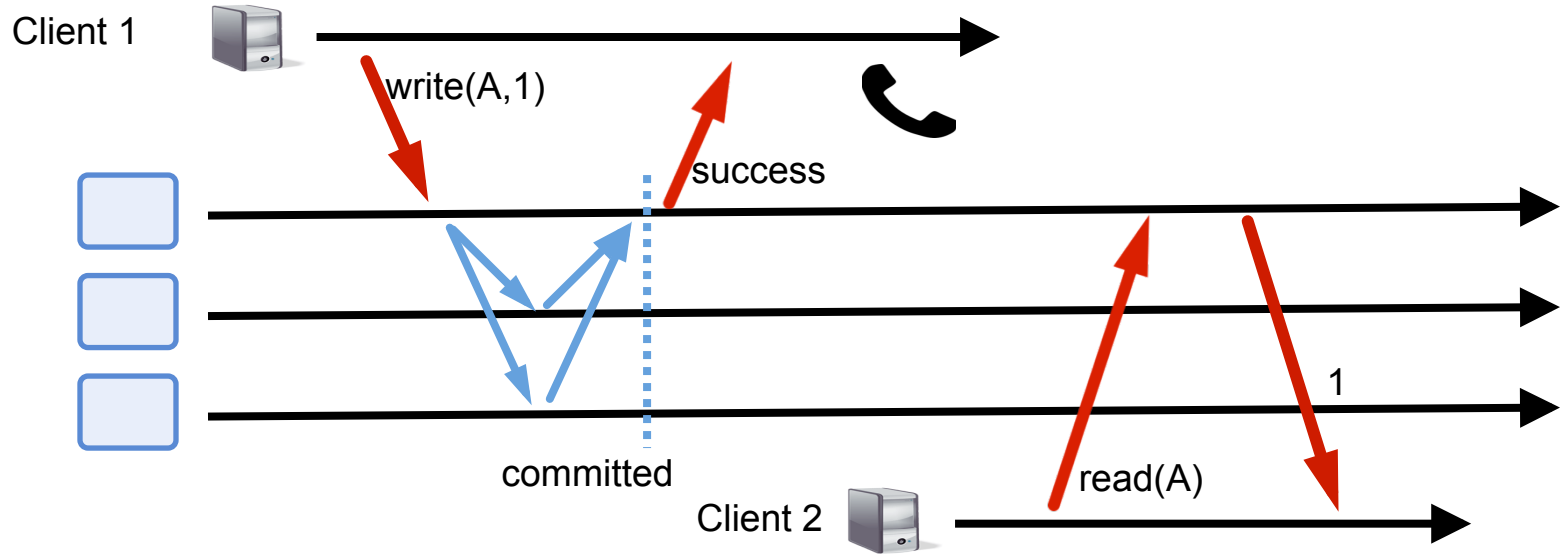 Client 1
write(A,1)
success
1
committed
read(A)
Client 2